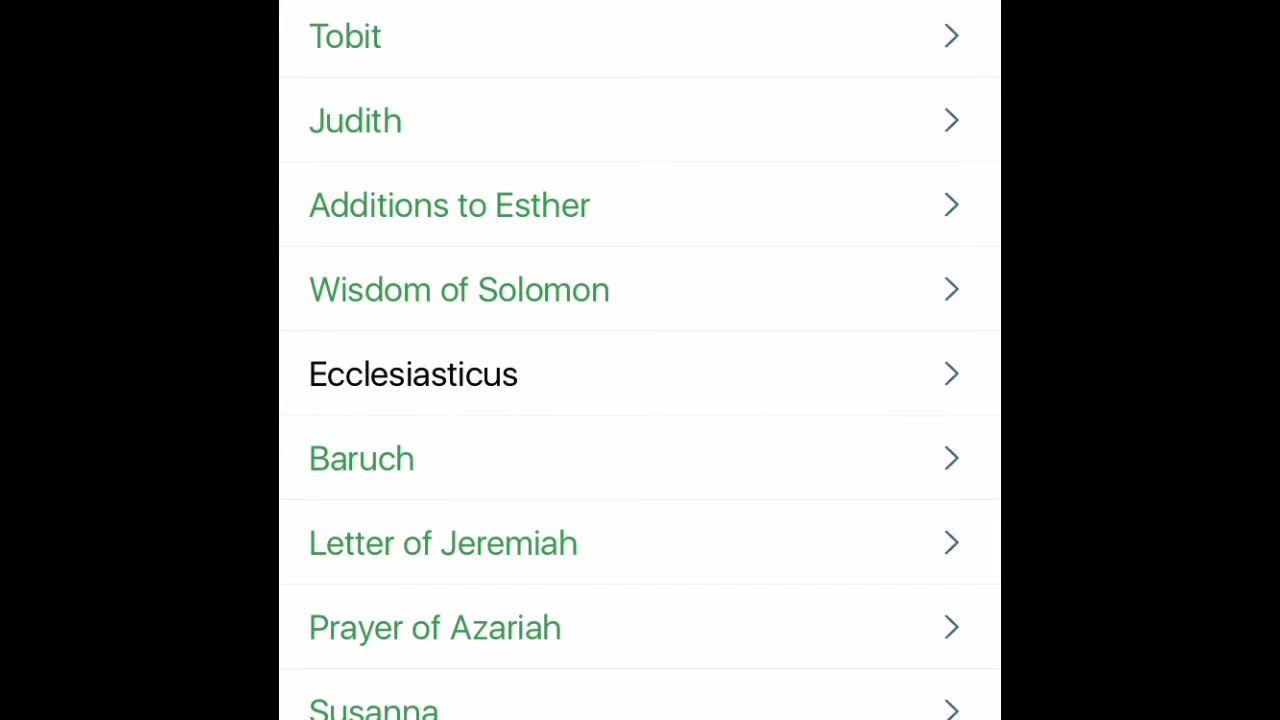 Tobit
Judith
Additions to Esther
Wisdom of Solomon
Ecclesiasticus
Baruch
Letter of Jeremiah
Prayer of Azariah
Susanna